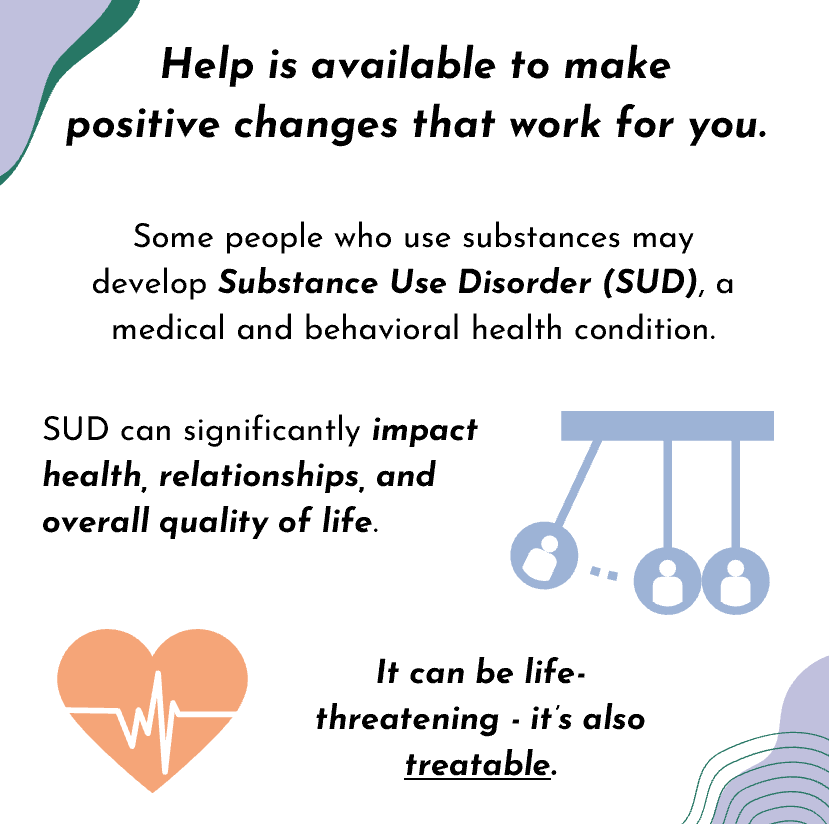 Help is available to make
positive changes that work for you.
Some people who use substances may
develop Substance Use Disorder (SUD), a
medical and behavioral health condition.
SUD can significantly impact
health, relationships, and
overall quality of life.
It can be life-
threatening - it's also
treatable.